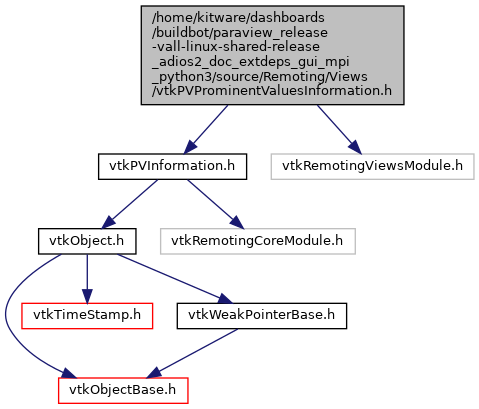 /home/kitware/dashboards
/buildbot/paraview_release
-vall-linux-shared-release
_adios2_doc_extdeps_gui_mpi
_python3/source/Remoting/Views
/vtkPVProminentValuesInformation.h
vtkPVInformation.h
vtkRemotingViewsModule.h
vtkObject.h
vtkRemotingCoreModule.h
vtkTimeStamp.h
vtkWeakPointerBase.h
vtkObjectBase.h